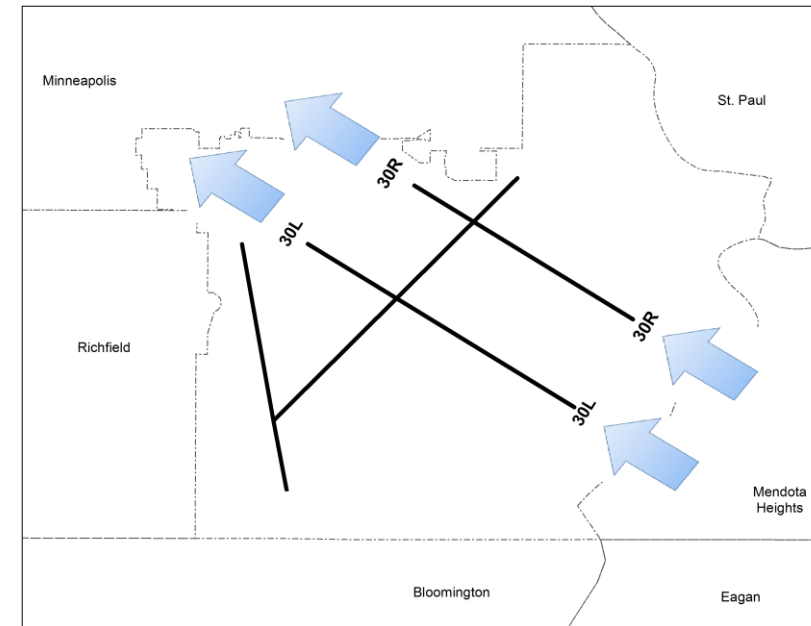 Minneapolis
St. Paul
30R
30L
30R
Richfield
30L
Mendota
Heights
Bloomington
Eagan